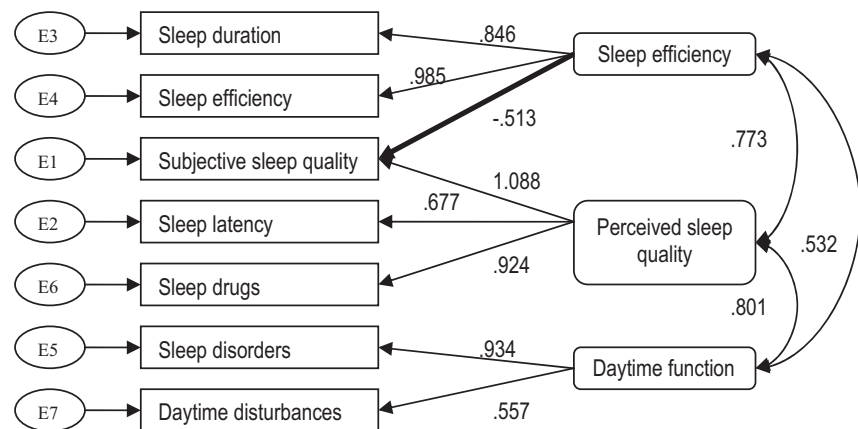 E3
Sleep duration
.846
Sleep efficiency
E4
Sleep efficiency
.985
-.513
.773
E1
Subjective sleep quality
1.088
E2
Sleep latency
.677
Perceived sleep
quality
.532
E6
Sleep drugs
.924
.801
E5
Sleep disorders
.934
Daytime function
E7
Daytime disturbances
.557